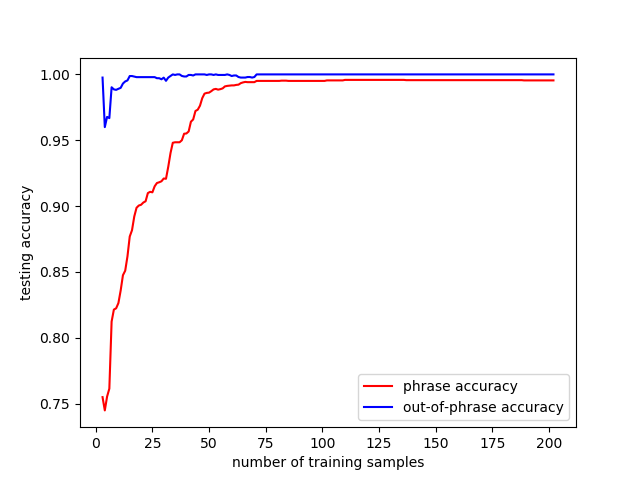 1.00
0.95
0.90
0.85
0.80
0.75
testing accuracy
phrase accuracy
out-of-phrase accuracy
0 25 50 75 100 125 150 175 200
number of training samples